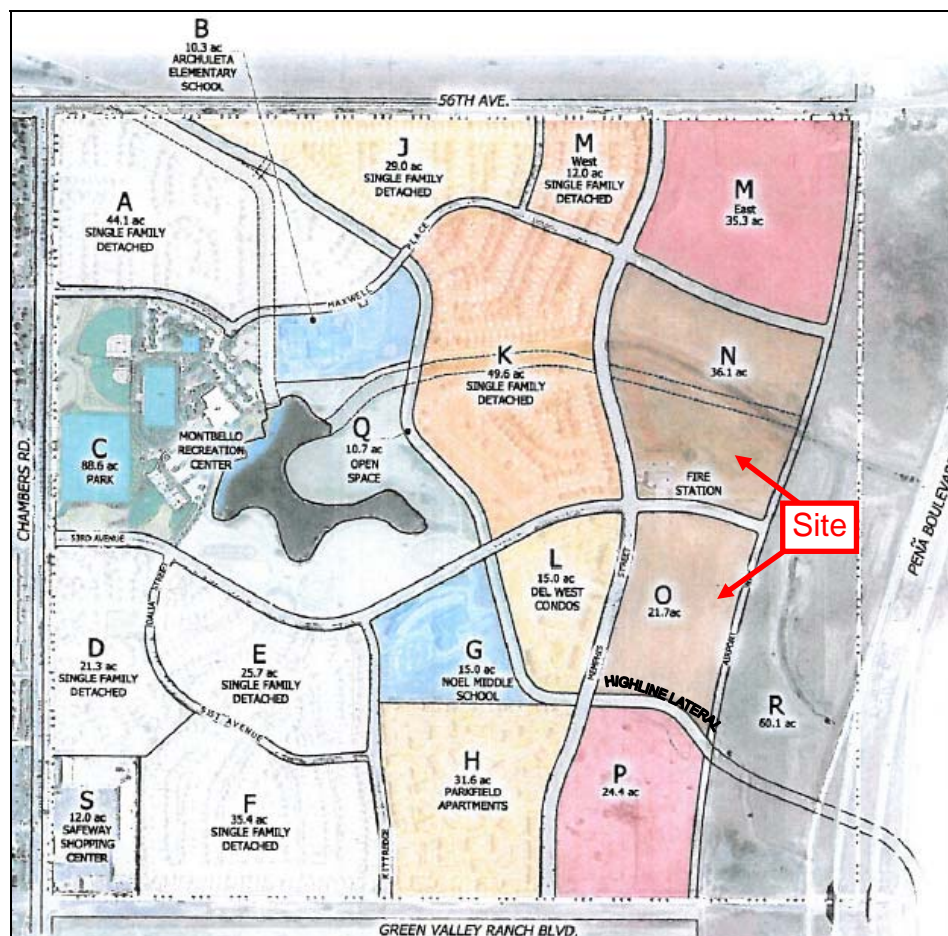 B
10.3 ac
ARCHULETA
ELEMENTARY
SCHOOL
56TH AVE.
J
29.0 ac
SINGLE FAMILY
DETACHED
M
West
12.0 ac
SINGLE FAMILY
DETACHED
M
East
35.3 ac
A
44.1 ac
SINGLE FAMILY
DETACHED
MAXWELL
PLACE
K
49.6 ac
SINGLE FAMILY
DETACHED
N
36.1 ac
CHAMBERS RD.
C
88.6 ac
PARK
MONTBELLO
RECREATION
CENTER
Q
10.7 ac
OPEN
SPACE
FIRE
STATION
Site
PEÑA BOULEVARD
53RD AVENUE
L
15.0 ac
DEL WEST
CONDOS
STREET
MEMPHIS
O
21.7ac
AIRPORT
D
21.3 ac
SINGLE FAMILY
DETACHED
STREET
E
25.7 ac
SINGLE FAMILY
DETACHED
51ST AVENUE
G
15.0 ac
NOEL MIDDLE
SCHOOL
HIGHLINE LATERAL
R
60.1 ac
S
12.0 ac
SAFEWAY
SHOPPING
CENTER
F
35.4 ac
SINGLE FAMILY
DETACHED
KITTRIDGE
H
31.6 ac
PARKFIELD
APARTMENTS
P
24.4 ac
GREEN VALLEY RANCH BLVD.